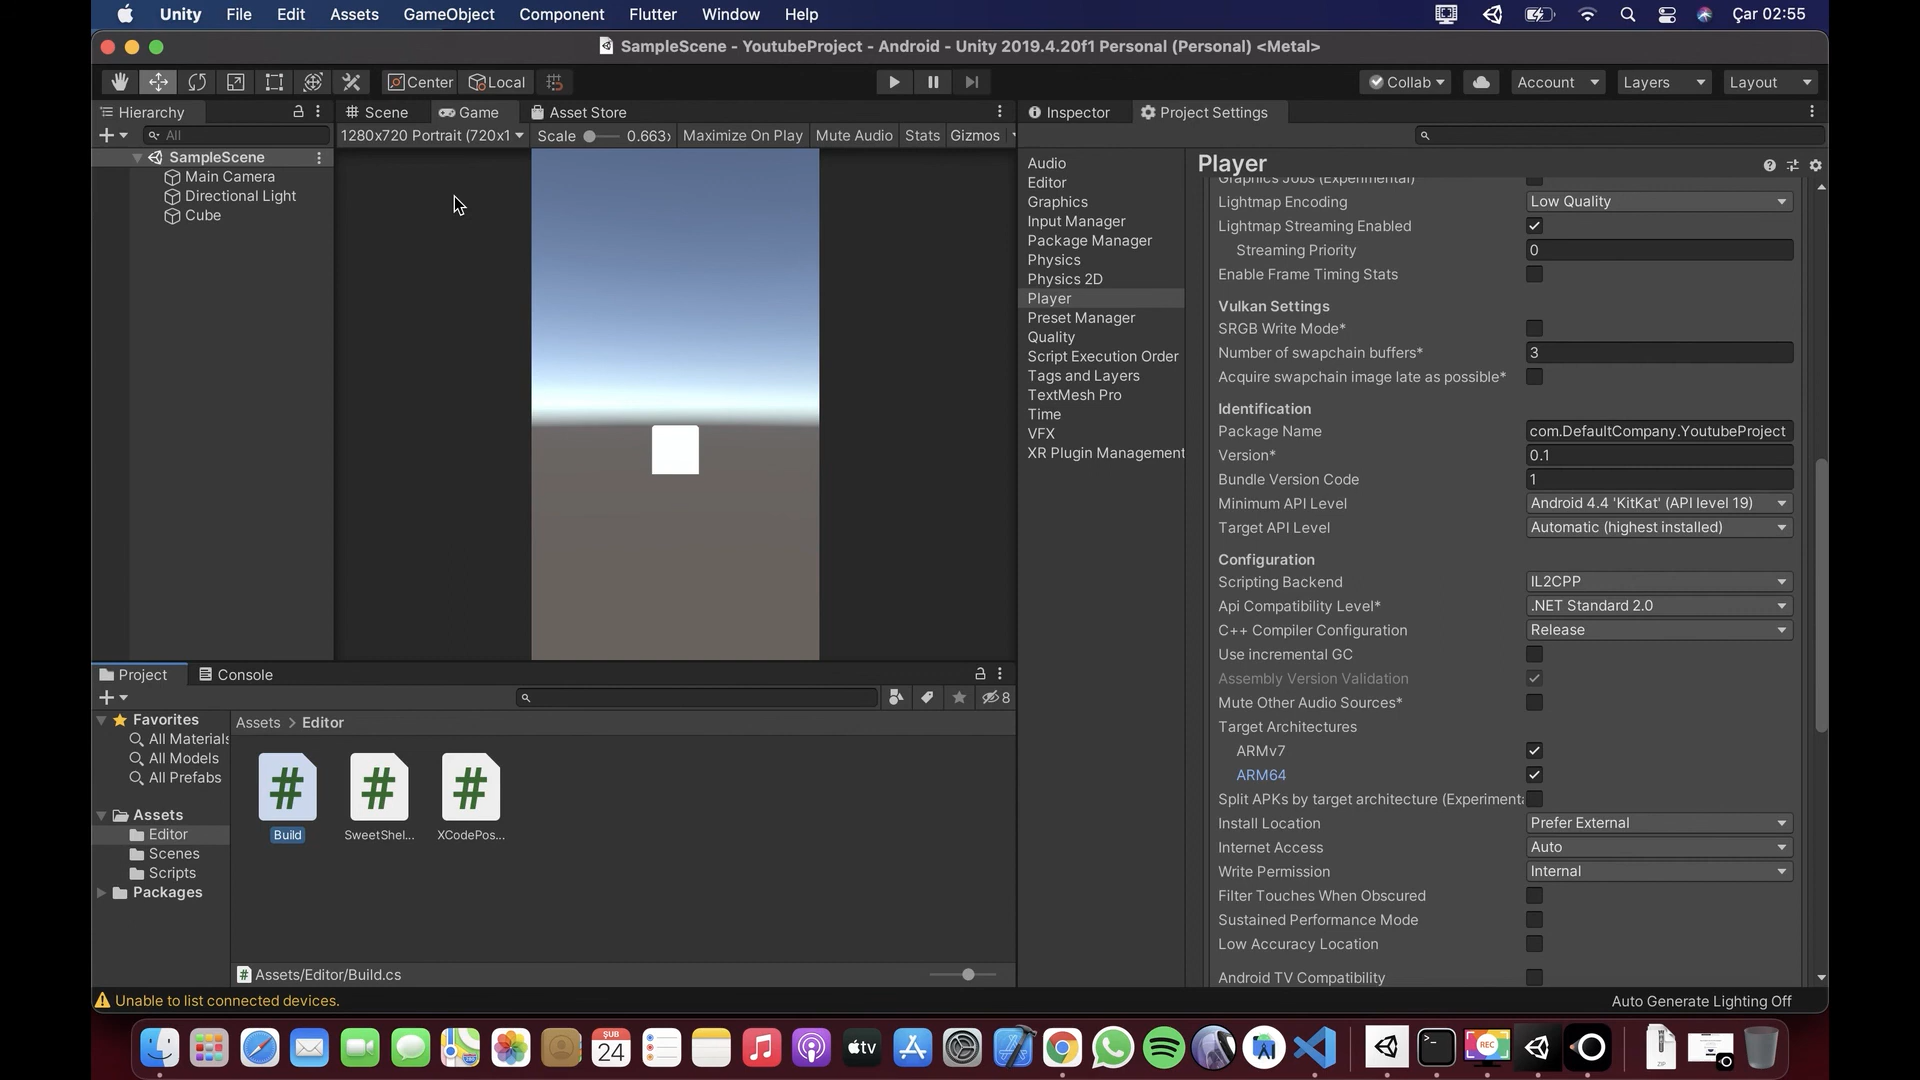 Unity File Edit Assets GameObject Component Flutter Window Help Çar 02:55
SampleScene - YoutubeProject - Android - Unity 2019.4.20f1 Personal (Personal) <Metal>
Center Local Collab Account Layers Layout
Hierarchy
All
SampleScene
Main Camera
Directional Light
Cube
Scene Game Asset Store
1280x720 Portrait (720x1 Scale 0.663 Maximize On Play Mute Audio Stats Gizmos
Inspector Project Settings
Audio
Editor
Graphics
Input Manager
Package Manager
Physics
Physics 2D
Player
Preset Manager
Quality
Script Execution Order
Tags and Layers
TextMesh Pro
Time
VFX
XR Plugin Management
Player
Graphics Jobs (Experimental)
Lightmap Encoding Low Quality
Lightmap Streaming Enabled
Streaming Priority 0
Enable Frame Timing Stats
Vulkan Settings
SRGB Write Mode*
Number of swapchain buffers* 3
Acquire swapchain image late as possible*
Identification
Package Name com.DefaultCompany.YoutubeProject
Version* 0.1
Bundle Version Code 1
Minimum API Level Android 4.4 'KitKat' (API level 19)
Target API Level Automatic (highest installed)
Configuration
Scripting Backend IL2CPP
Api Compatibility Level* .NET Standard 2.0
C++ Compiler Configuration Release
Use incremental GC
Assembly Version Validation
Mute Other Audio Sources*
Target Architectures
ARMv7
ARM64
Split APKs by target architecture (Experimenta
Install Location Prefer External
Internet Access Auto
Write Permission Internal
Filter Touches When Obscured
Sustained Performance Mode
Low Accuracy Location
Android TV Compatibility
Project Console
8
Favorites
All Materials
All Models
All Prefabs
Assets
Editor
Scenes
Scripts
Packages
Assets > Editor
# # #
Build SweetShel... XCodePos...
Assets/Editor/Build.cs
Unable to list connected devices.
Auto Generate Lighting Off
ŞUB
24
tv
REC
ZIP